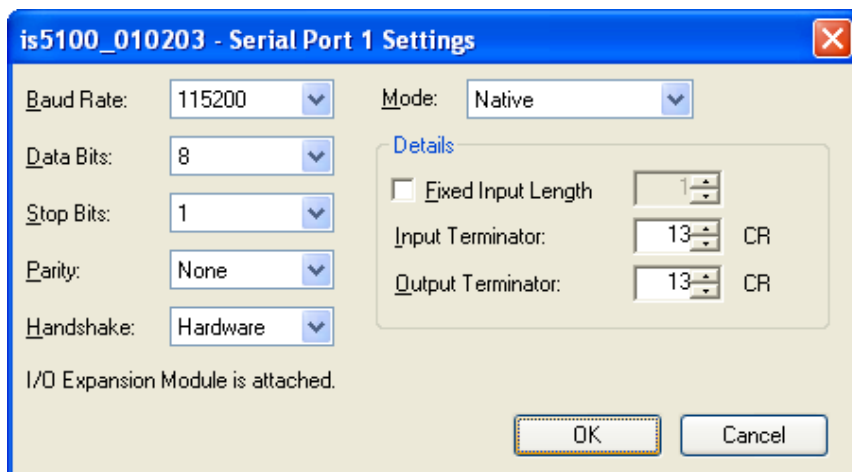 is5100_010203 - Serial Port 1 Settings
Baud Rate: 115200
Data Bits: 8
Stop Bits: 1
Parity: None
Handshake: Hardware
I/O Expansion Module is attached.
Mode: Native
Details
Fixed Input Length 1
Input Terminator: 13 CR
Output Terminator: 13 CR
OK Cancel